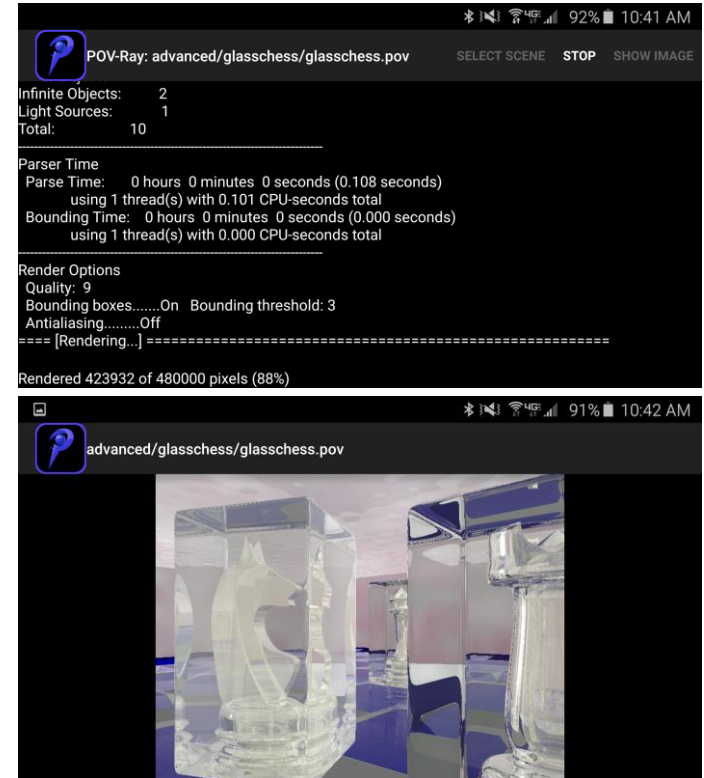 4G 92% 10:41 AM
POV-Ray: advanced/glasschess/glasschess.pov SELECT SCENE STOP SHOW IMAGE
Infinite Objects: 2
Light Sources: 1
Total: 10
Parser Time
Parse Time: 0 hours 0 minutes 0 seconds (0.108 seconds)
using 1 thread(s) with 0.101 CPU-seconds total
Bounding Time: 0 hours 0 minutes 0 seconds (0.000 seconds)
using 1 thread(s) with 0.000 CPU-seconds total
Render Options
Quality: 9
Bounding boxes.......On Bounding threshold: 3
Antialiasing.........Off
==== [Rendering...] ========================================================
Rendered 423932 of 480000 pixels (88%)
4G 91% 10:42 AM
advanced/glasschess/glasschess.pov